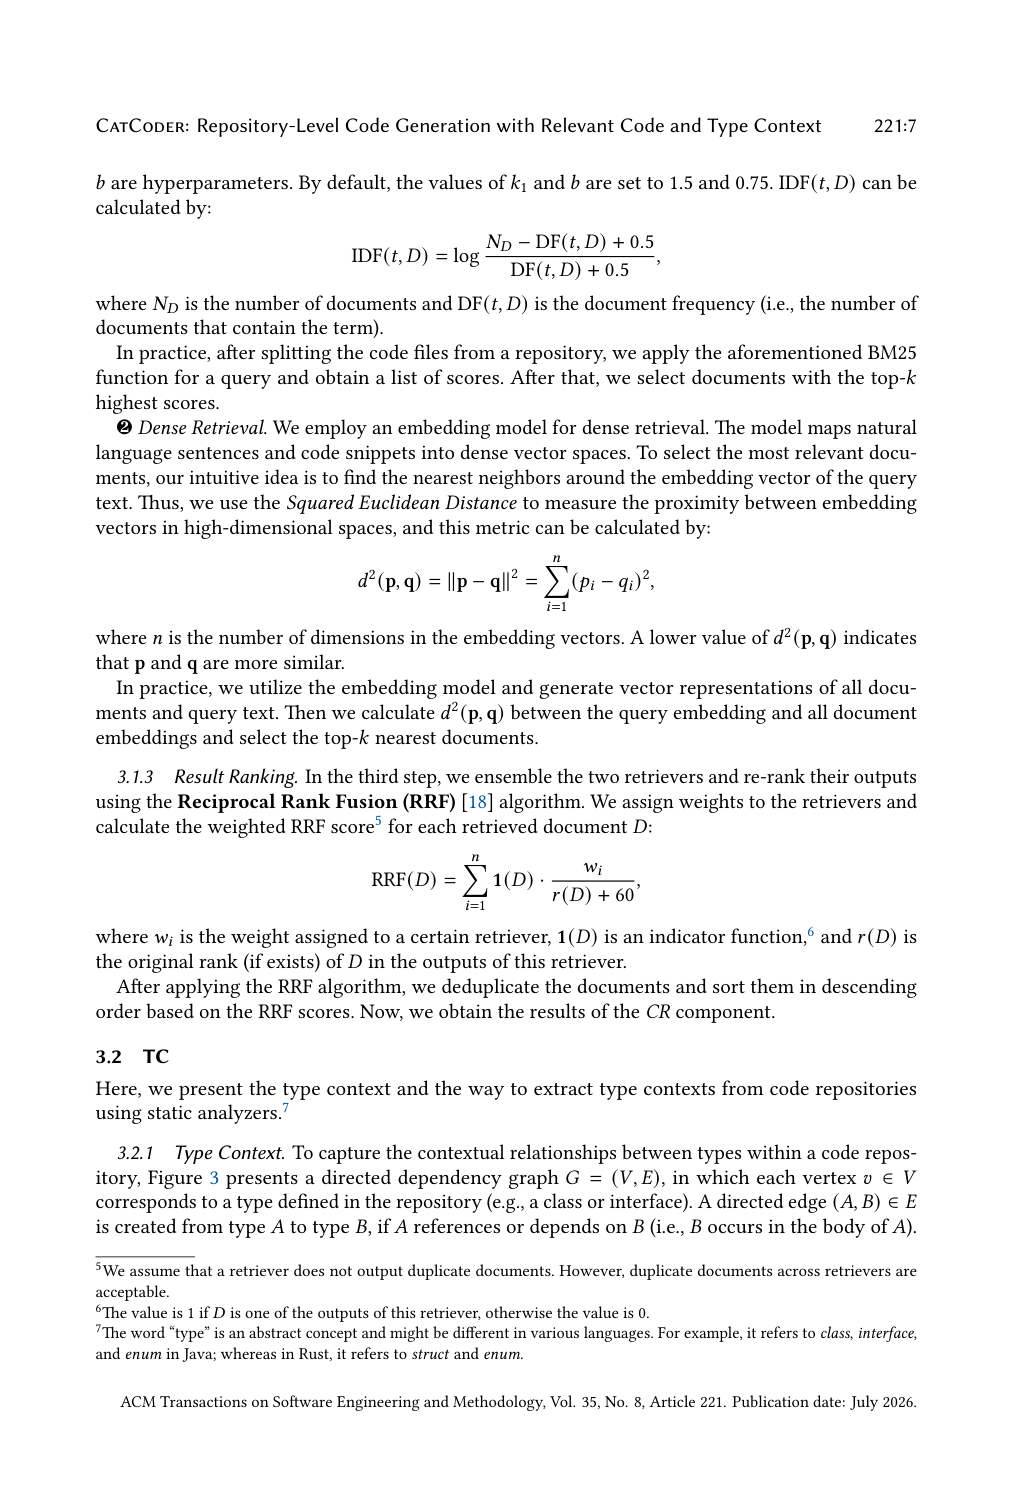 CatCoder: Repository-Level Code Generation with Relevant Code and Type Context 221:7
b are hyperparameters. By default, the values of k₁ and b are set to 1.5 and 0.75. IDF(t, D) can be
calculated by:
IDF(t, D) = log (N_D − DF(t, D) + 0.5) / (DF(t, D) + 0.5),
where N_D is the number of documents and DF(t, D) is the document frequency (i.e., the number of
documents that contain the term).
In practice, after splitting the code files from a repository, we apply the aforementioned BM25
function for a query and obtain a list of scores. After that, we select documents with the top-k
highest scores.
❷ Dense Retrieval. We employ an embedding model for dense retrieval. The model maps natural
language sentences and code snippets into dense vector spaces. To select the most relevant docu-
ments, our intuitive idea is to find the nearest neighbors around the embedding vector of the query
text. Thus, we use the Squared Euclidean Distance to measure the proximity between embedding
vectors in high-dimensional spaces, and this metric can be calculated by:
d²(p, q) = ∥p − q∥² = ∑_{i=1}^{n} (p_i − q_i)²,
where n is the number of dimensions in the embedding vectors. A lower value of d²(p, q) indicates
that p and q are more similar.
In practice, we utilize the embedding model and generate vector representations of all docu-
ments and query text. Then we calculate d²(p, q) between the query embedding and all document
embeddings and select the top-k nearest documents.
3.1.3 Result Ranking. In the third step, we ensemble the two retrievers and re-rank their outputs
using the Reciprocal Rank Fusion (RRF) [18] algorithm. We assign weights to the retrievers and
calculate the weighted RRF score⁵ for each retrieved document D:
RRF(D) = ∑_{i=1}^{n} 1(D) · w_i / (r(D) + 60),
where w_i is the weight assigned to a certain retriever, 1(D) is an indicator function,⁶ and r(D) is
the original rank (if exists) of D in the outputs of this retriever.
After applying the RRF algorithm, we deduplicate the documents and sort them in descending
order based on the RRF scores. Now, we obtain the results of the CR component.
3.2 TC
Here, we present the type context and the way to extract type contexts from code repositories
using static analyzers.⁷
3.2.1 Type Context. To capture the contextual relationships between types within a code repos-
itory, Figure 3 presents a directed dependency graph G = (V, E), in which each vertex v ∈ V
corresponds to a type defined in the repository (e.g., a class or interface). A directed edge (A, B) ∈ E
is created from type A to type B, if A references or depends on B (i.e., B occurs in the body of A).
⁵We assume that a retriever does not output duplicate documents. However, duplicate documents across retrievers are
acceptable.
⁶The value is 1 if D is one of the outputs of this retriever, otherwise the value is 0.
⁷The word “type” is an abstract concept and might be different in various languages. For example, it refers to class, interface,
and enum in Java; whereas in Rust, it refers to struct and enum.
ACM Transactions on Software Engineering and Methodology, Vol. 35, No. 8, Article 221. Publication date: July 2026.